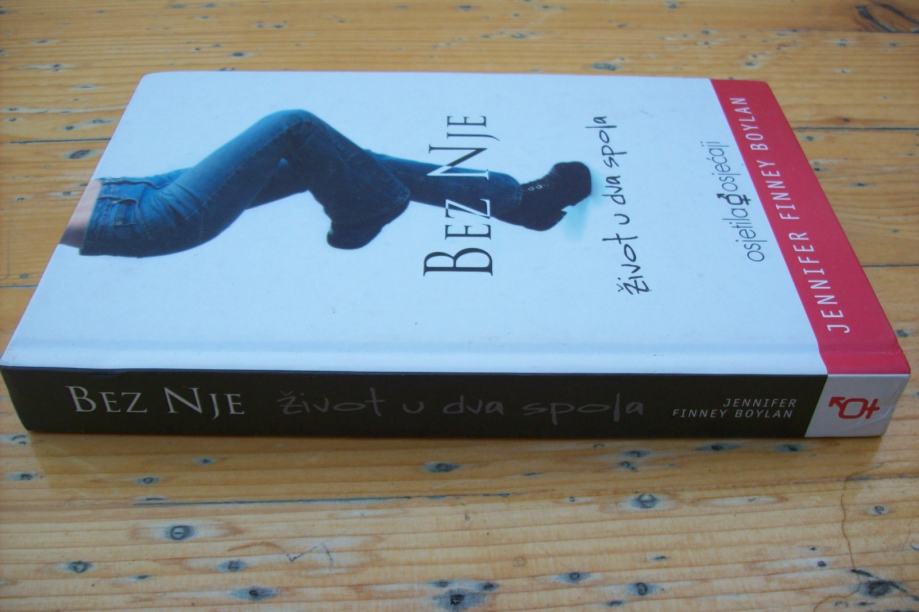 BEZ NJE
život u dva spola
osjetila&osjećaji
JENNIFER FINNEY BOYLAN
BEZ NJE život u dva spola
JENNIFER
FINNEY BOYLAN